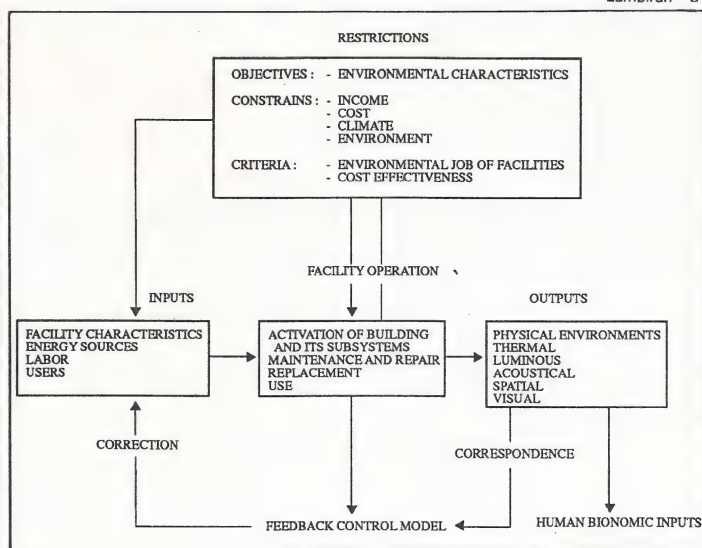 RESTRICTIONS
OBJECTIVES : - ENVIRONMENTAL CHARACTERISTICS
CONSTRAINS : - INCOME
- COST
- CLIMATE
- ENVIRONMENT
CRITERIA : - ENVIRONMENTAL JOB OF FACILITIES
- COST EFFECTIVENESS
FACILITY OPERATION
INPUTS
OUTPUTS
FACILITY CHARACTERISTICS
ENERGY SOURCES
LABOR
USERS
ACTIVATION OF BUILDING
AND ITS SUBSYSTEMS
MAINTENANCE AND REPAIR
REPLACEMENT
USE
PHYSICAL ENVIRONMENTS
THERMAL
LUMINOUS
ACOUSTICAL
SPATIAL
VISUAL
CORRECTION
CORRESPONDENCE
FEEDBACK CONTROL MODEL
HUMAN BIONOMIC INPUTS